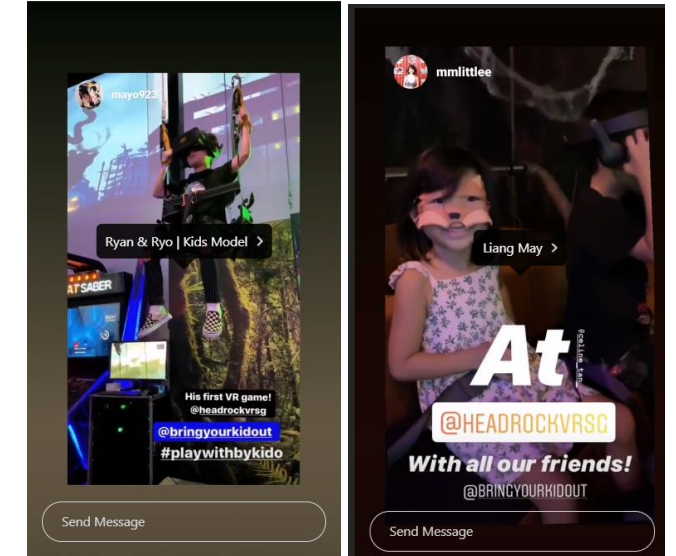 mayo923
Ryan & Ryo | Kids Model >
AT SABER
His first VR game!
@headrockvrsg
@bringyourkidout
#playwithbykido
Send Message
mmlittlee
Liang May >
At
@celine_tan_
@HEADROCKVRSG
With all our friends!
@BRINGYOURKIDOUT
Send Message